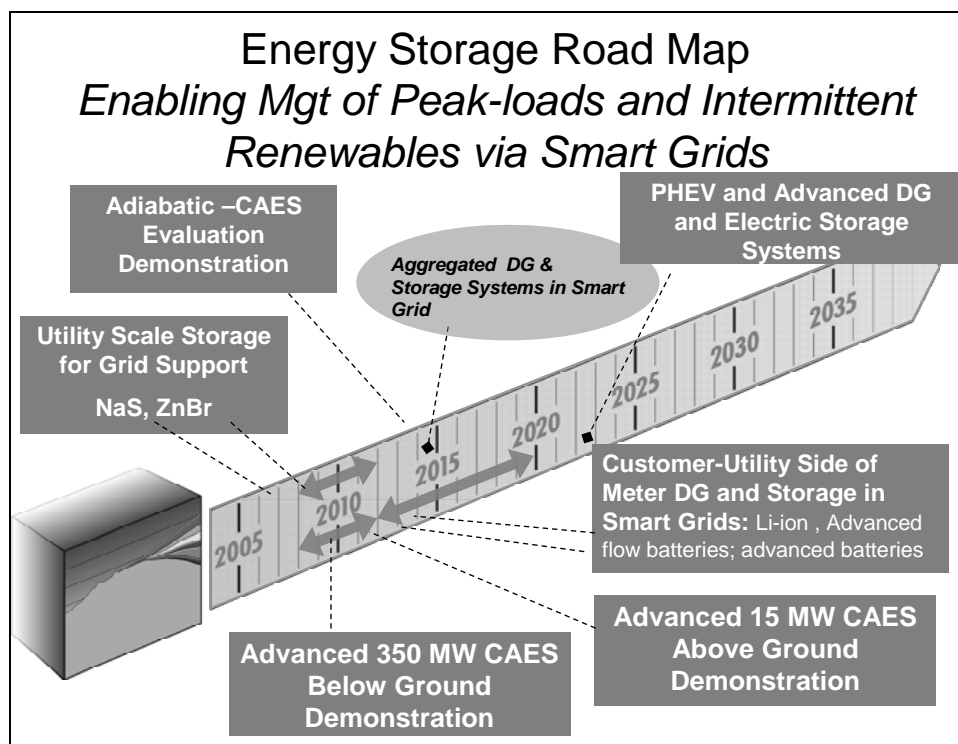 Energy Storage Road Map
Enabling Mgt of Peak-loads and Intermittent
Renewables via Smart Grids
Adiabatic –CAES
Evaluation
Demonstration
Aggregated DG &
Storage Systems in Smart
Grid
PHEV and Advanced DG
and Electric Storage
Systems
Utility Scale Storage
for Grid Support
NaS, ZnBr
2005
2010
2015
2020
2025
2030
2035
Customer-Utility Side of
Meter DG and Storage in
Smart Grids: Li-ion , Advanced
flow batteries; advanced batteries
Advanced 350 MW CAES
Below Ground
Demonstration
Advanced 15 MW CAES
Above Ground
Demonstration